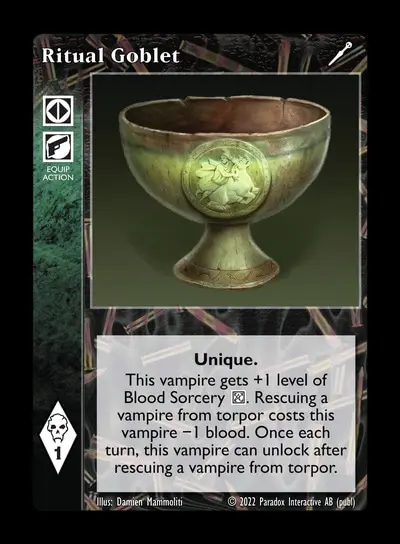 Ritual Goblet
EQUIP
ACTION
Unique.
This vampire gets +1 level of
Blood Sorcery . Rescuing a
vampire from torpor costs this
vampire −1 blood. Once each
turn, this vampire can unlock after
rescuing a vampire from torpor.
1
Illus: Damien Mammoliti
© 2022 Paradox Interactive AB (publ)